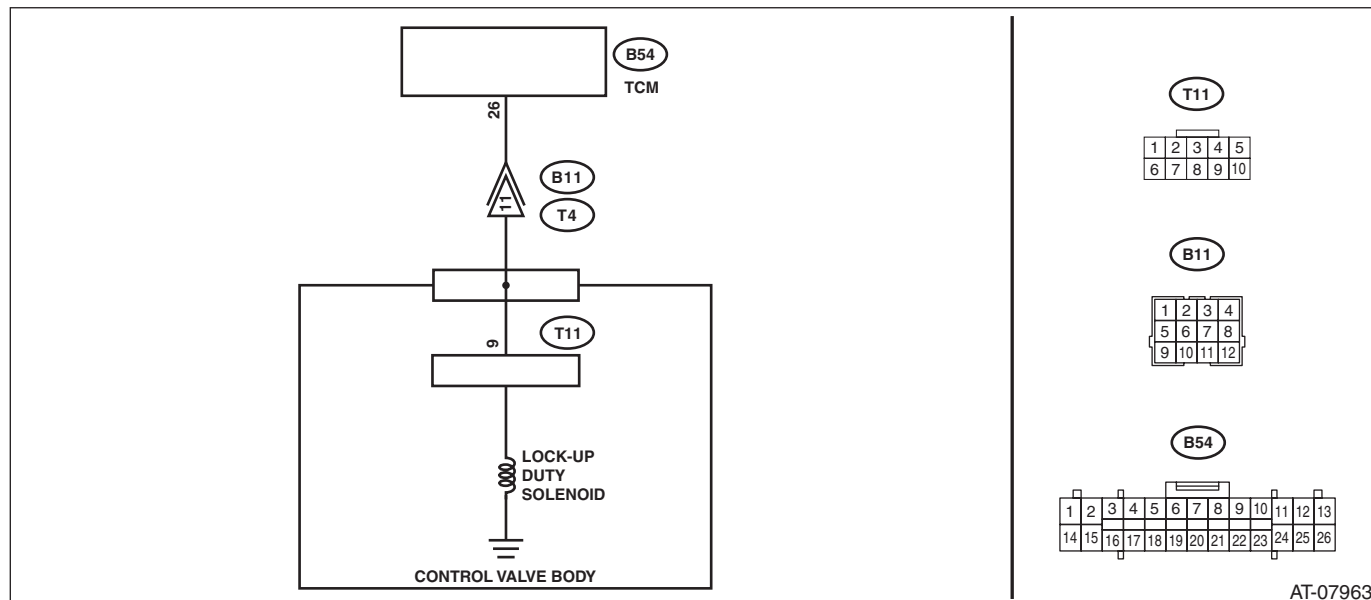 B54
TCM
26
B11
11
T4
T11
9
LOCK-UP
DUTY
SOLENOID
CONTROL VALVE BODY
T11
1 2 3 4 5
6 7 8 9 10
B11
1 2 3 4
5 6 7 8
9 10 11 12
B54
1 2 3 4 5 6 7 8 9 10 11 12 13
14 15 16 17 18 19 20 21 22 23 24 25 26
AT-07963